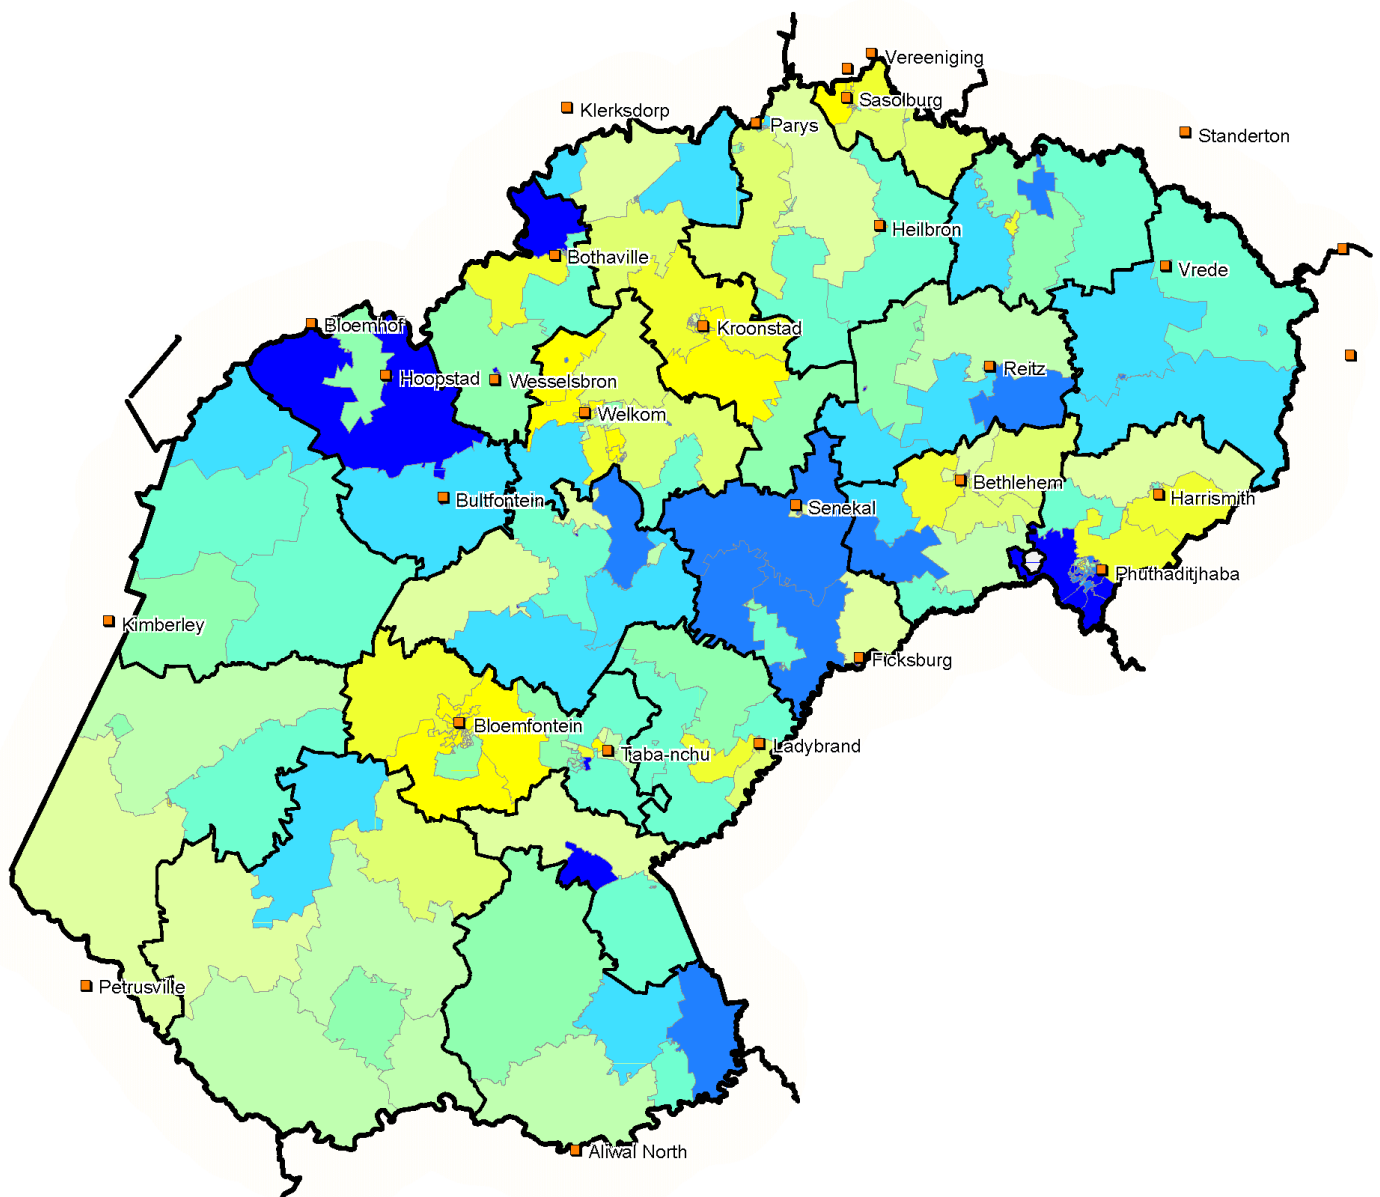 Vereeniging
Sasolburg
Klerksdorp
Parys
Standerton
Heilbron
Bothaville
Vrede
Bloemhof
Kroonstad
Hoopstad
Wesselsbron
Reitz
Welkom
Bethlehem
Bultfontein
Senekal
Harrismith
Phuthaditjhaba
Kimberley
Ficksburg
Bloemfontein
Tjaba-nchu
Ladybrand
Petrusville
Aliwal North